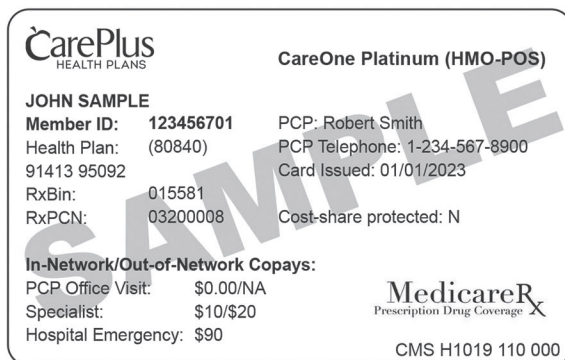 CarePlus
HEALTH PLANS
CareOne Platinum (HMO-POS)
JOHN SAMPLE
Member ID: 123456701
Health Plan: (80840)
91413 95092
RxBin: 015581
RxPCN: 03200008
PCP: Robert Smith
PCP Telephone: 1-234-567-8900
Card Issued: 01/01/2023
Cost-share protected: N
In-Network/Out-of-Network Copays:
PCP Office Visit: $0.00/NA
Specialist: $10/$20
Hospital Emergency: $90
MedicareRx
Prescription Drug Coverage
CMS H1019 110 000
SAMPLE